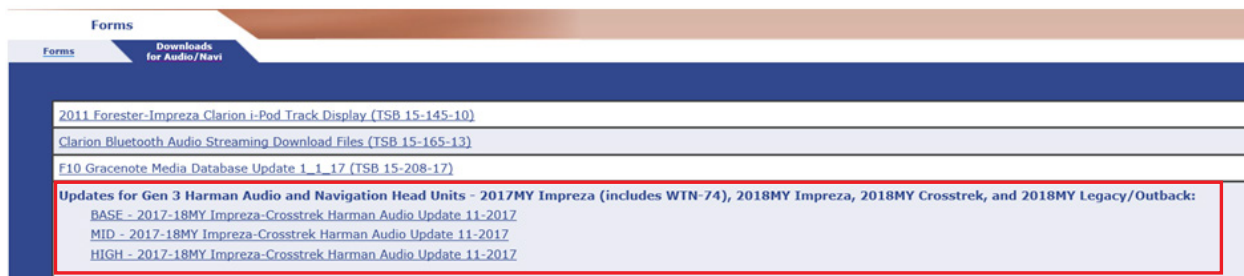 Forms
Forms
Downloads
for Audio/Navi
2011 Forester-Impreza Clarion i-Pod Track Display (TSB 15-145-10)
Clarion Bluetooth Audio Streaming Download Files (TSB 15-165-13)
F10 Gracenote Media Database Update 1_1_17 (TSB 15-208-17)
Updates for Gen 3 Harman Audio and Navigation Head Units - 2017MY Impreza (includes WTN-74), 2018MY Impreza, 2018MY Crosstrek, and 2018MY Legacy/Outback:
BASE - 2017-18MY Impreza-Crosstrek Harman Audio Update 11-2017
MID - 2017-18MY Impreza-Crosstrek Harman Audio Update 11-2017
HIGH - 2017-18MY Impreza-Crosstrek Harman Audio Update 11-2017